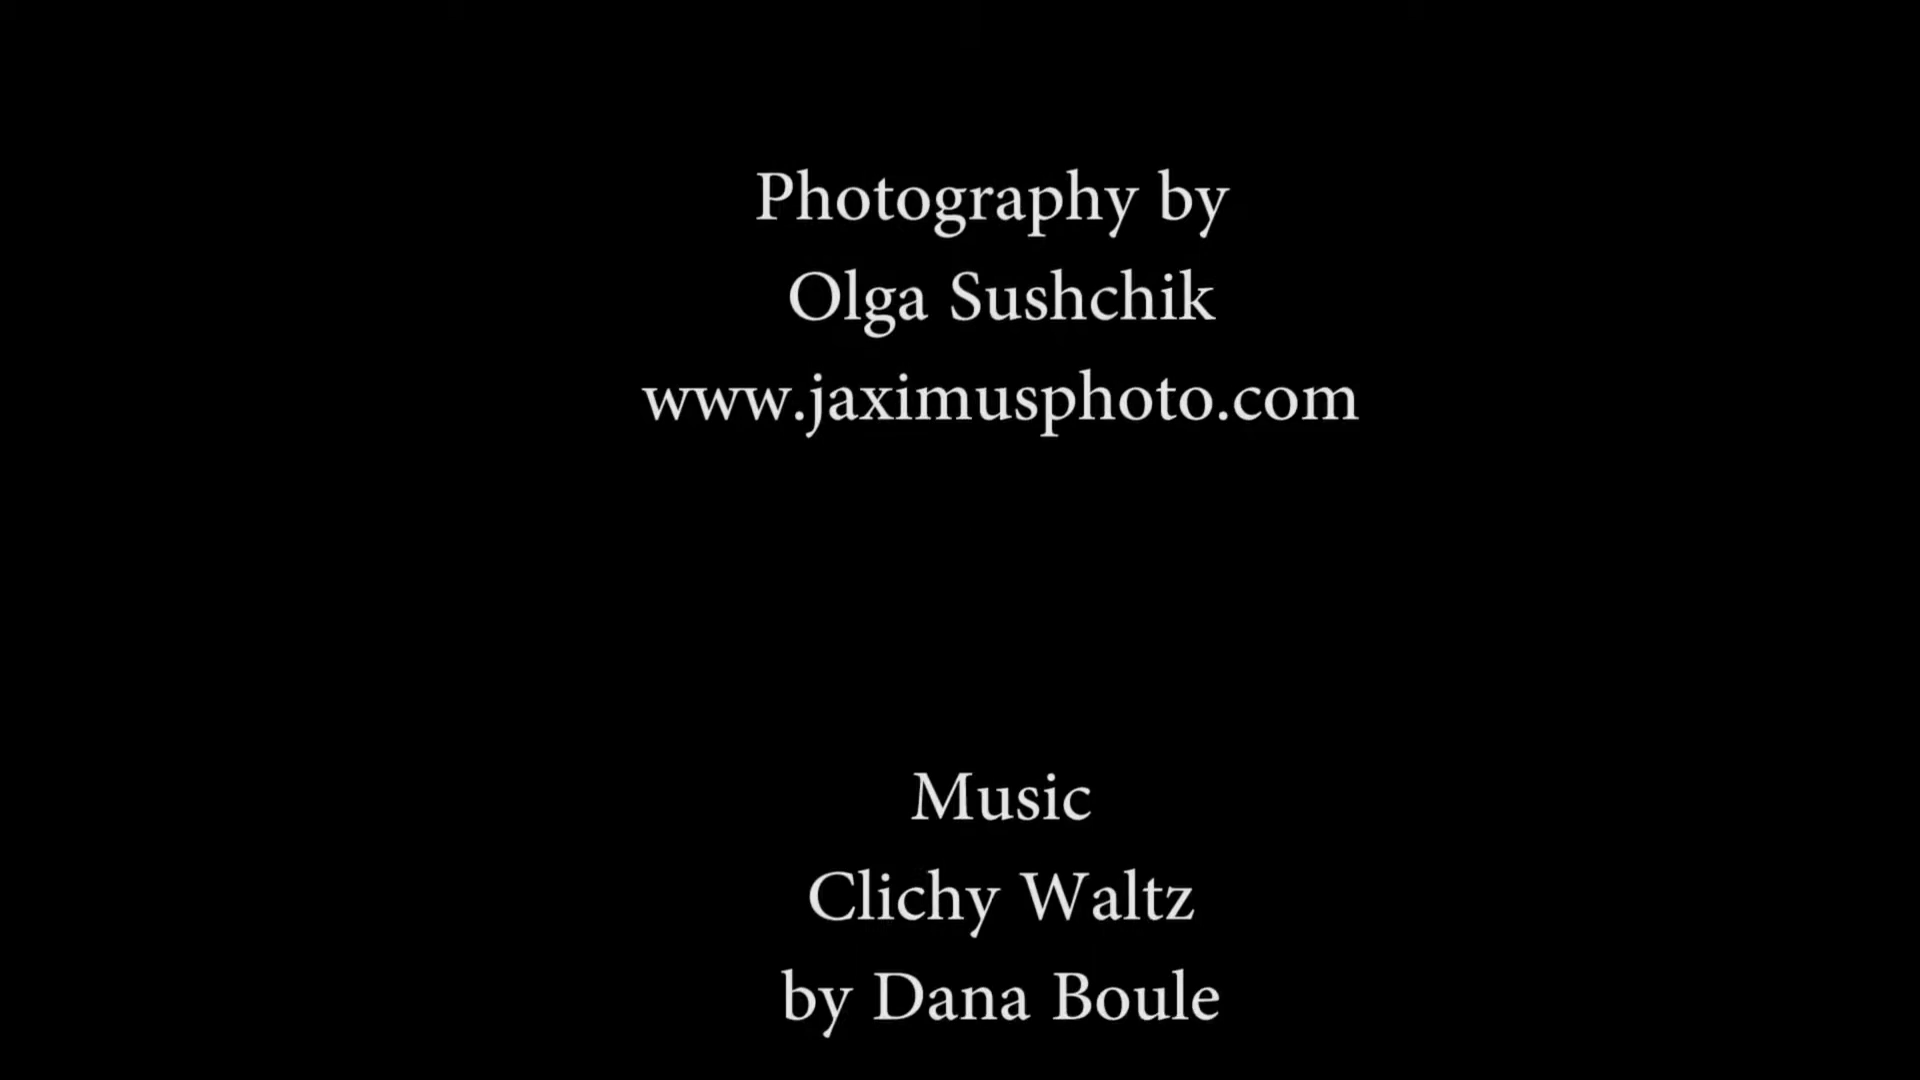 Photography by
Olga Sushchik
www.jaximusphoto.com
Music
Clichy Waltz
by Dana Boule